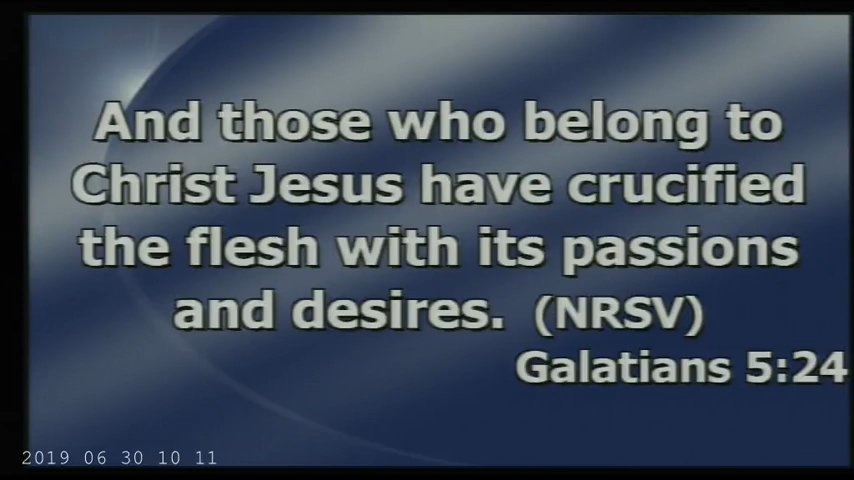 And those who belong to
Christ Jesus have crucified
the flesh with its passions
and desires. (NRSV)
Galatians 5:24
2019 06 30 10 11